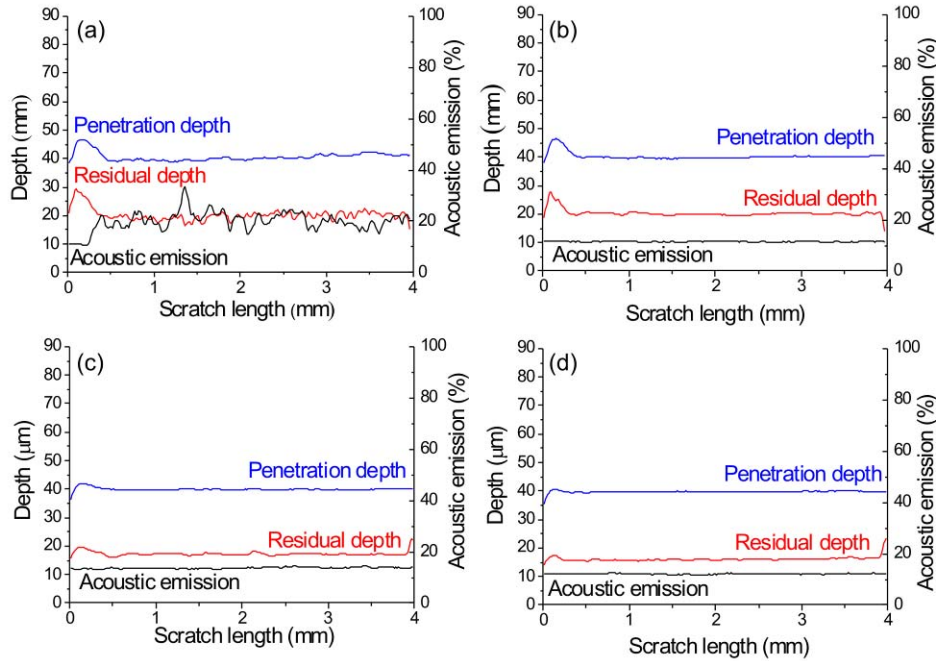 (a)
Depth (mm)
90
80
70
60
50
40
30
20
10
0
Penetration depth
Residual depth
Acoustic emission
0 1 2 3 4
Scratch length (mm)
100
80
60
40
20
0
Acoustic emission (%)
(b)
Depth (mm)
90
80
70
60
50
40
30
20
10
0
Penetration depth
Residual depth
Acoustic emission
0 1 2 3 4
Scratch length (mm)
100
80
60
40
20
0
Acoustic emission (%)
(c)
Depth (μm)
90
80
70
60
50
40
30
20
10
0
Penetration depth
Residual depth
Acoustic emission
0 1 2 3 4
Scratch length (mm)
100
80
60
40
20
0
Acoustic emission (%)
(d)
Depth (μm)
90
80
70
60
50
40
30
20
10
0
Penetration depth
Residual depth
Acoustic emission
0 1 2 3 4
Scratch length (mm)
100
80
60
40
20
0
Acoustic emission (%)